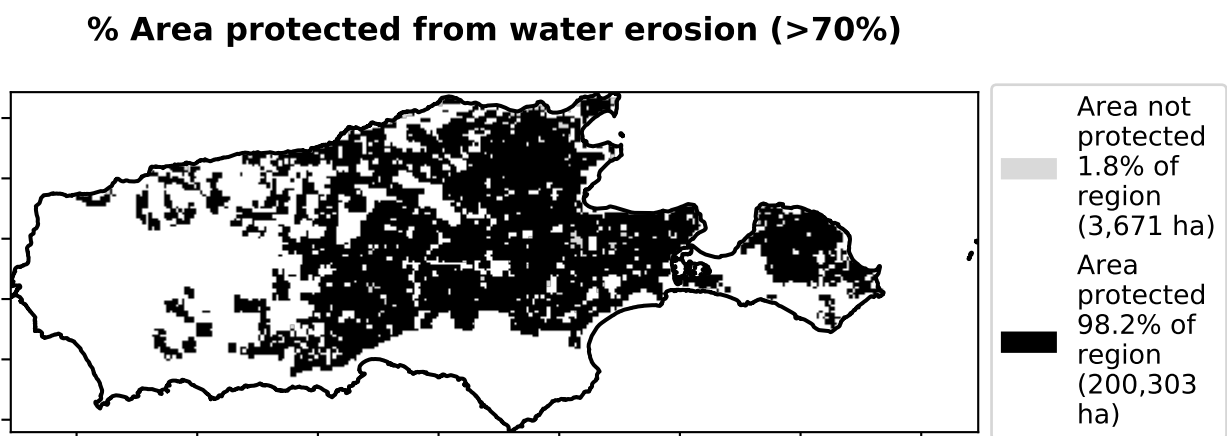 % Area protected from water erosion (>70%)
Area not
protected
1.8% of
region
(3,671 ha)
Area
protected
98.2% of
region
(200,303
ha)